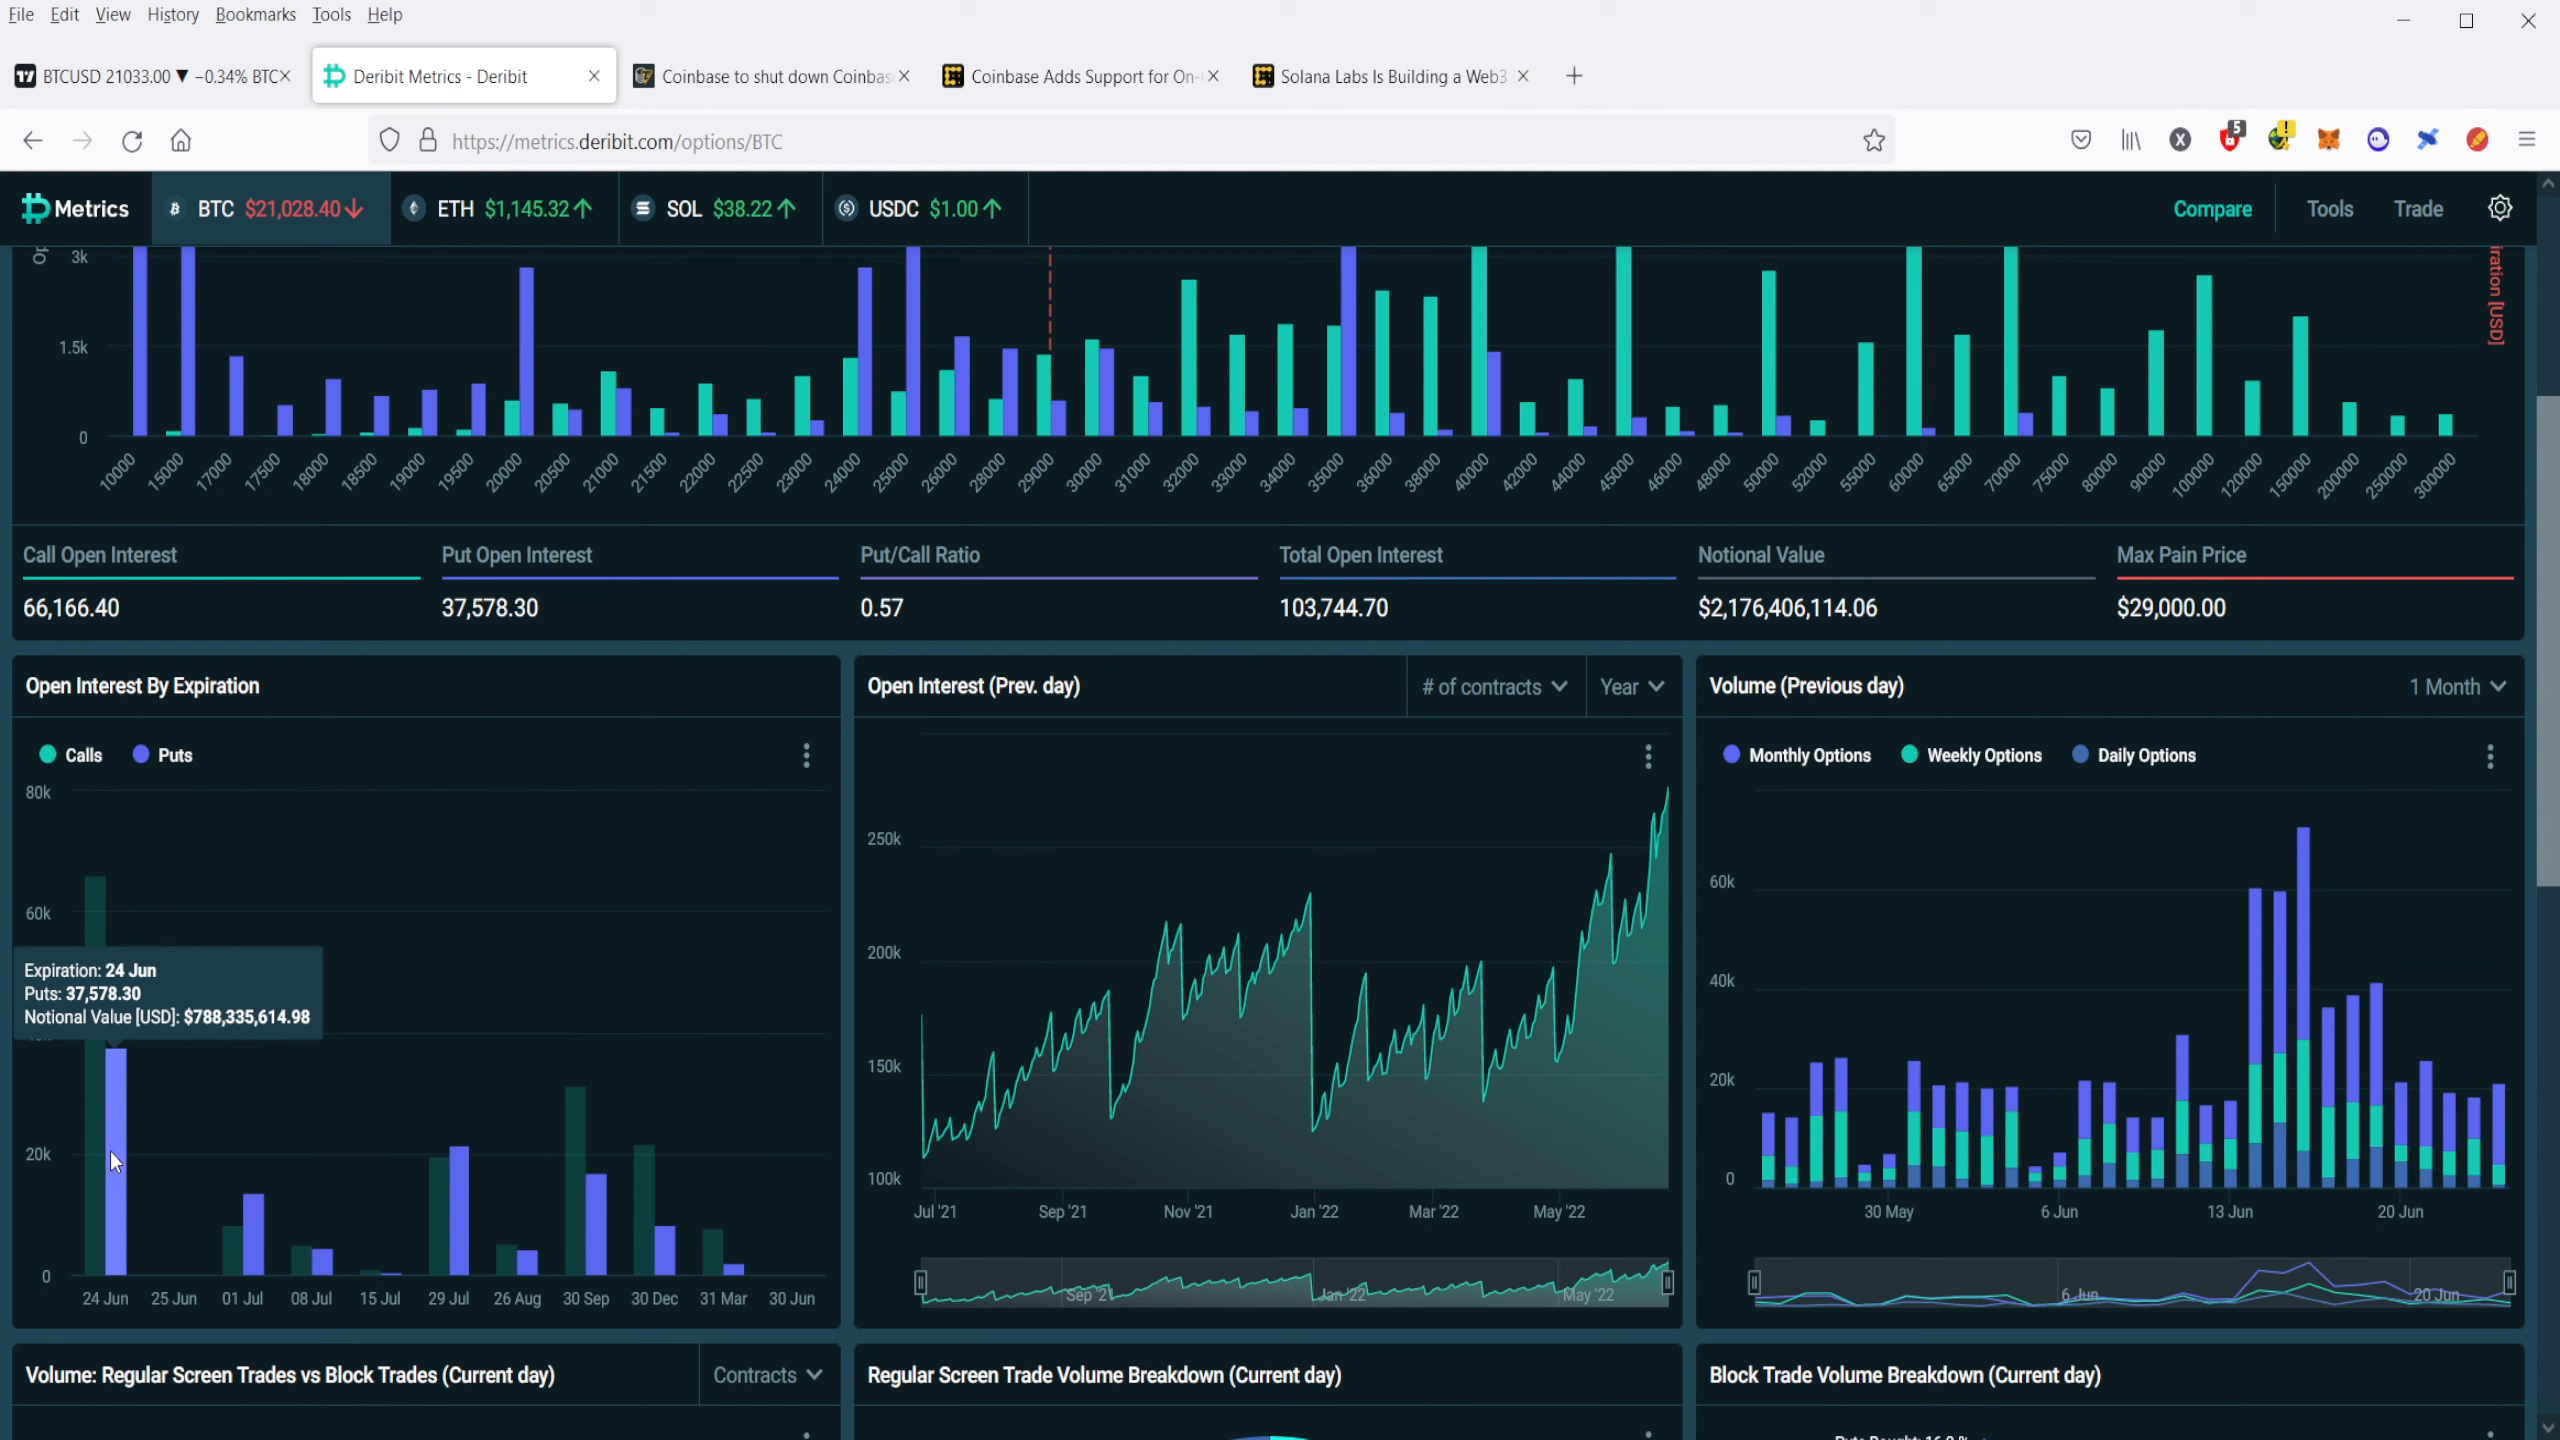 File Edit View History Bookmarks Tools Help
BTCUSD 21033.00 ▼ −0.34% BTC
Deribit Metrics - Deribit
Coinbase to shut down Coinbas
Coinbase Adds Support for On-
Solana Labs Is Building a Web3
https://metrics.deribit.com/options/BTC
5
Metrics BTC $21,028.40 ETH $1,145.32 SOL $38.22 USDC $1.00 Compare Tools Trade
3k
1.5k
0
iration [USD]
10000 15000 17000 17500 18000 18500 19000 19500 20000 20500 21000 21500 22000 22500 23000 24000 25000 26000 28000 29000 30000 31000 32000 33000 34000 35000 36000 38000 40000 42000 44000 45000 46000 48000 50000 52000 55000 60000 65000 70000 75000 80000 90000 100000 120000 150000 200000 250000 300000
Call Open Interest Put Open Interest Put/Call Ratio Total Open Interest Notional Value Max Pain Price
66,166.40 37,578.30 0.57 103,744.70 $2,176,406,114.06 $29,000.00
Open Interest By Expiration
Calls Puts
80k
60k
Expiration: 24 Jun
Puts: 37,578.30
Notional Value [USD]: $788,335,614.98
20k
0
24 Jun 25 Jun 01 Jul 08 Jul 15 Jul 29 Jul 26 Aug 30 Sep 30 Dec 31 Mar 30 Jun
Open Interest (Prev. day) # of contracts Year
250k
200k
150k
100k
Jul '21 Sep '21 Nov '21 Jan '22 Mar '22 May '22
Sep '21 Jan '22 May '22
Volume (Previous day) 1 Month
Monthly Options Weekly Options Daily Options
60k
40k
20k
0
30 May 6 Jun 13 Jun 20 Jun
6 Jun 20 Jun
Volume: Regular Screen Trades vs Block Trades (Current day) Contracts
Regular Screen Trade Volume Breakdown (Current day)
Block Trade Volume Breakdown (Current day)